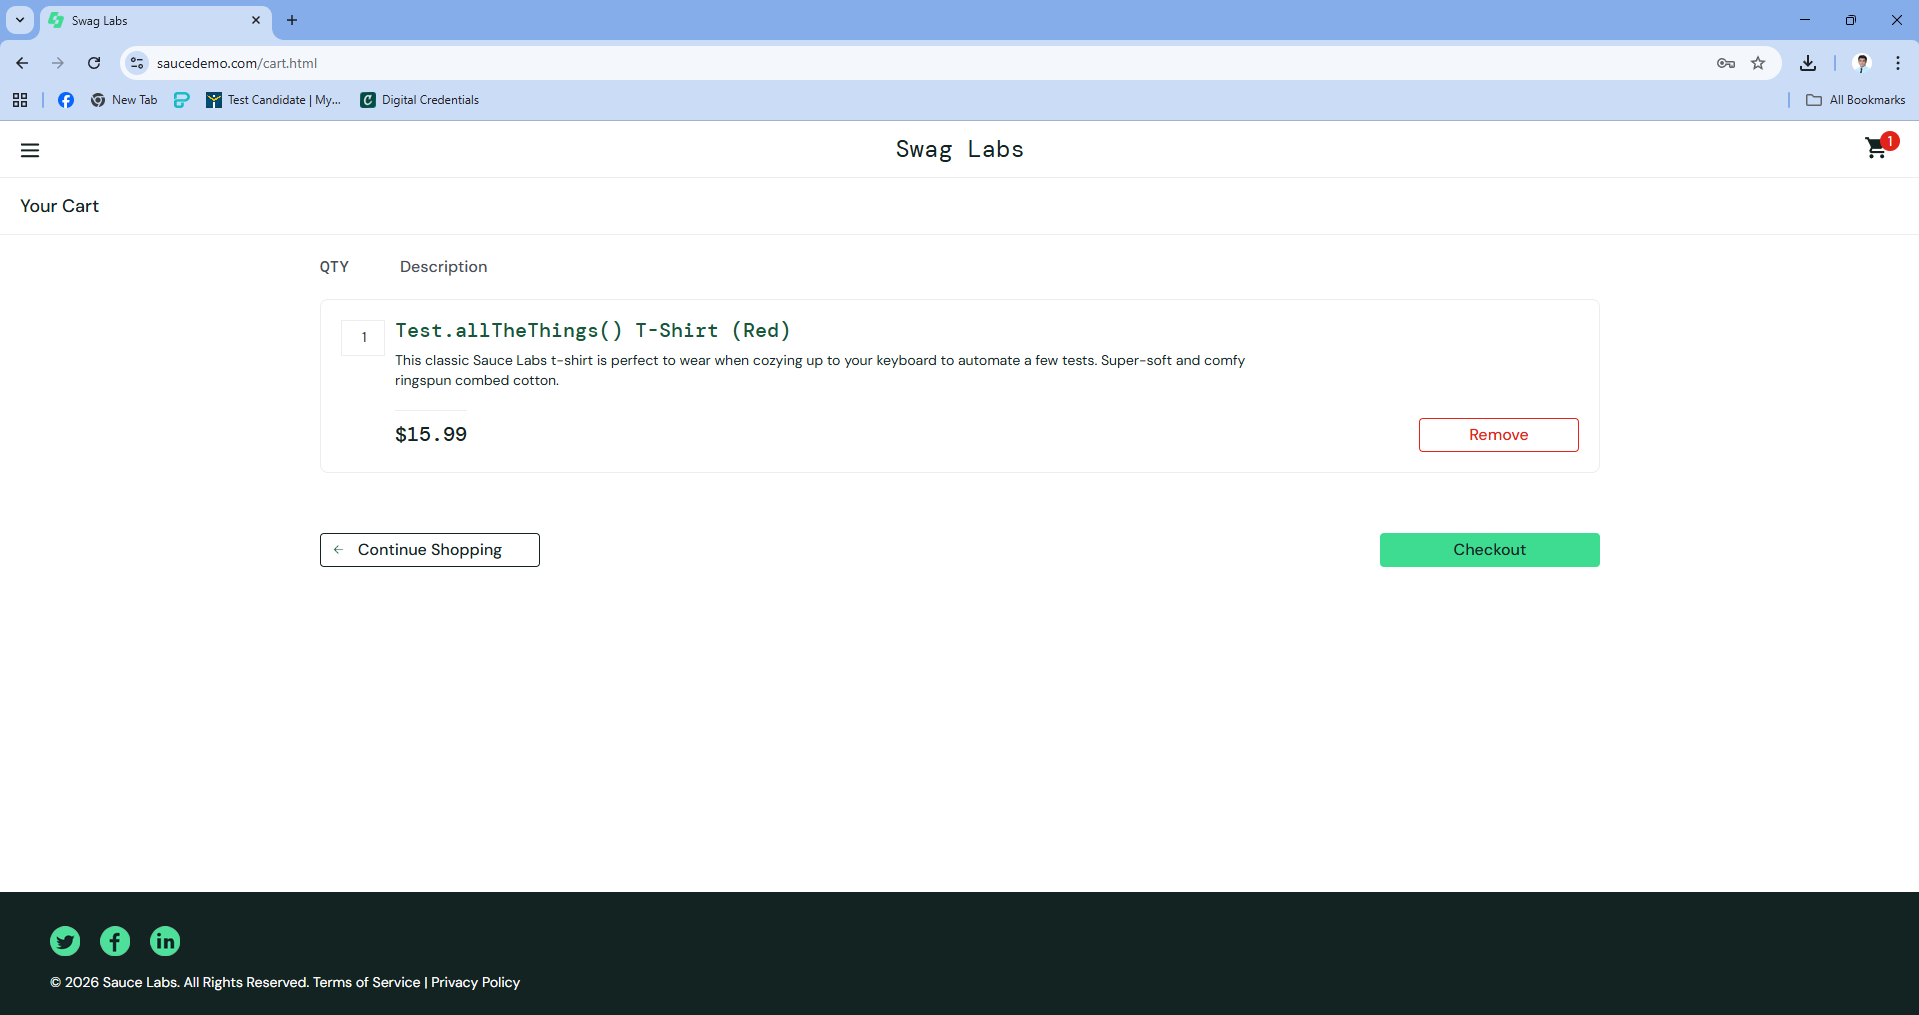 Swag Labs
saucedemo.com/cart.html
New Tab
Test Candidate | My...
Digital Credentials
All Bookmarks
Swag Labs
1
Your Cart
QTY
Description
1
Test.allTheThings() T-Shirt (Red)
This classic Sauce Labs t-shirt is perfect to wear when cozying up to your keyboard to automate a few tests. Super-soft and comfy
ringspun combed cotton.
$15.99
Remove
Continue Shopping
Checkout
© 2026 Sauce Labs. All Rights Reserved. Terms of Service | Privacy Policy